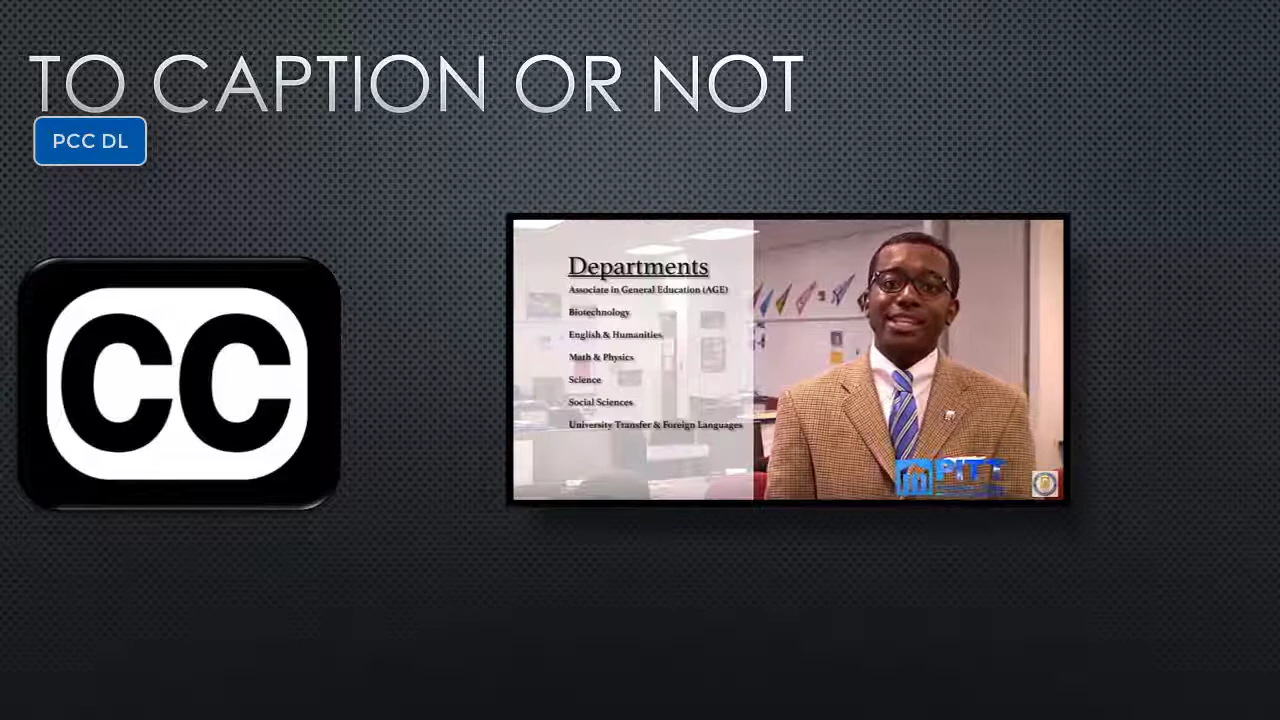 TO CAPTION OR NOT
PCC DL
CC
Departments
Associate in General Education (AGE)
Biotechnology
English & Humanities
Math & Physics
Science
Social Sciences
University Transfer & Foreign Languages
PITT